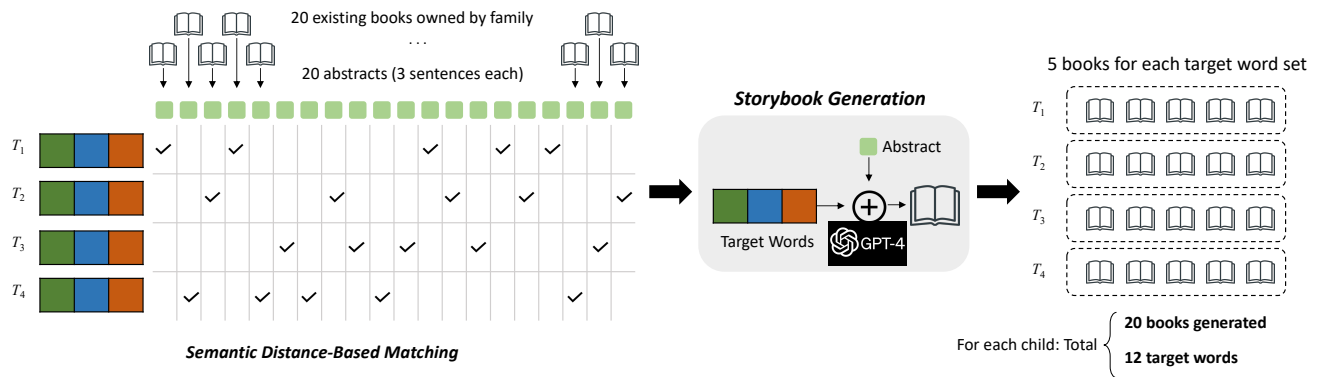 20 existing books owned by family
...
20 abstracts (3 sentences each)
T1
T2
T3
T4
Semantic Distance-Based Matching
Storybook Generation
Abstract
Target Words
GPT-4
5 books for each target word set
T1
T2
T3
T4
For each child: Total
20 books generated
12 target words